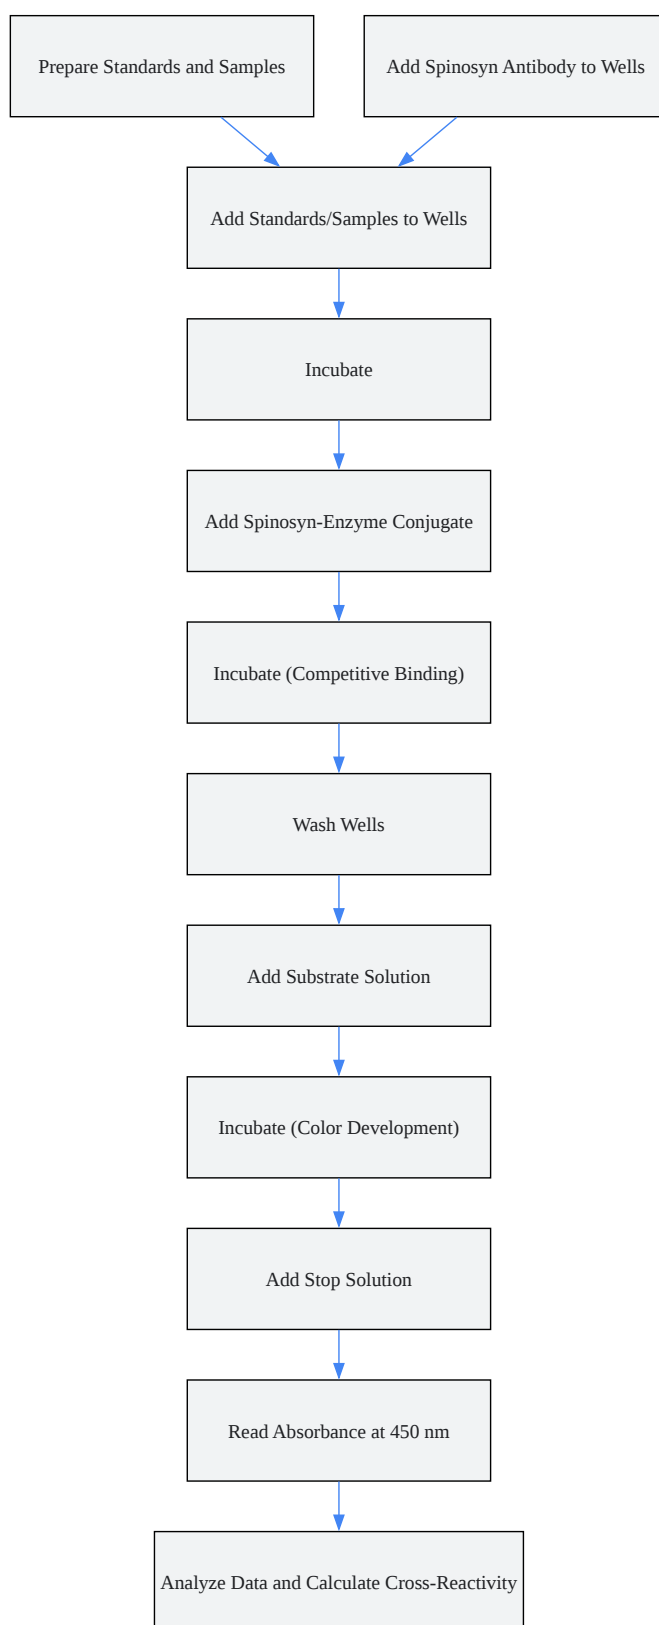 Prepare Standards and Samples
Add Spinosyn Antibody to Wells
Add Standards/Samples to Wells
Incubate
Add Spinosyn-Enzyme Conjugate
Incubate (Competitive Binding)
Wash Wells
Add Substrate Solution
Incubate (Color Development)
Add Stop Solution
Read Absorbance at 450 nm
Analyze Data and Calculate Cross-Reactivity